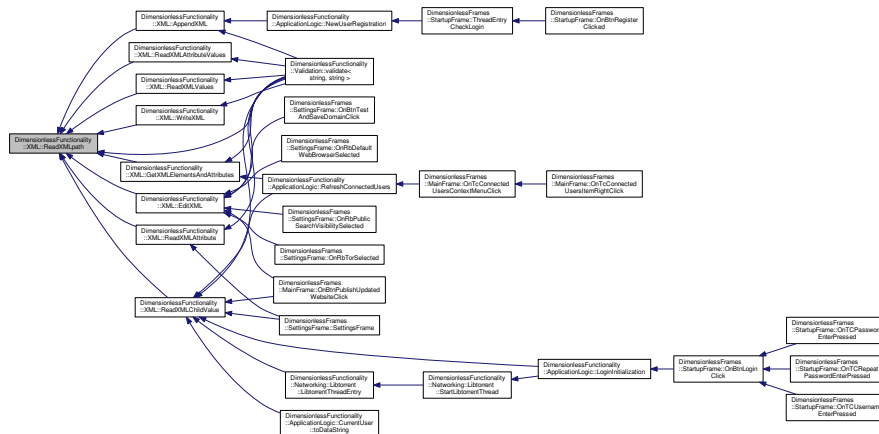 DimensionlessFunctionality
::XML::AppendXML
DimensionlessFunctionality
::ApplicationLogic::NewUserRegistration
DimensionlessFrames
::StartupFrame::ThreadEntry
CheckLogin
DimensionlessFrames
::StartupFrame::OnBtnRegister
Clicked
DimensionlessFunctionality
::XML::ReadXMLAttributeValues
DimensionlessFunctionality
::Validation::validate<
string, string >
DimensionlessFunctionality
::XML::ReadXMLValues
DimensionlessFunctionality
::XML::WriteXML
DimensionlessFrames
::SettingsFrame::OnBtnTest
AndSaveDomainClick
DimensionlessFunctionality
::XML::ReadXMLpath
DimensionlessFrames
::SettingsFrame::OnRbDefault
WebBrowserSelected
DimensionlessFunctionality
::XML::GetXMLElementsAndAttributes
DimensionlessFunctionality
::ApplicationLogic::RefreshConnectedUsers
DimensionlessFrames
::MainFrame::OnTcConnected
UsersContextMenuClick
DimensionlessFrames
::MainFrame::OnTcConnected
UsersItemRightClick
DimensionlessFunctionality
::XML::EditXML
DimensionlessFrames
::SettingsFrame::OnRbPublic
SearchVisibilitySelected
DimensionlessFunctionality
::XML::ReadXMLAttribute
DimensionlessFrames
::SettingsFrame::OnRbTorSelected
DimensionlessFrames
::MainFrame::OnBtnPublishUpdated
WebsiteClick
DimensionlessFunctionality
::XML::ReadXMLChildValue
DimensionlessFrames
::SettingsFrame::SettingsFrame
DimensionlessFrames
::StartupFrame::OnTCPassword
EnterPressed
DimensionlessFunctionality
::ApplicationLogic::LoginInitialization
DimensionlessFrames
::StartupFrame::OnBtnLogin
Click
DimensionlessFrames
::StartupFrame::OnTCRepeat
PasswordEnterPressed
DimensionlessFunctionality
::Networking::Libtorrent
::LibtorrentThreadEntry
DimensionlessFunctionality
::Networking::Libtorrent
::StartLibtorrentThread
DimensionlessFrames
::StartupFrame::OnTCUsername
EnterPressed
DimensionlessFunctionality
::ApplicationLogic::CurrentUser
::toDataString